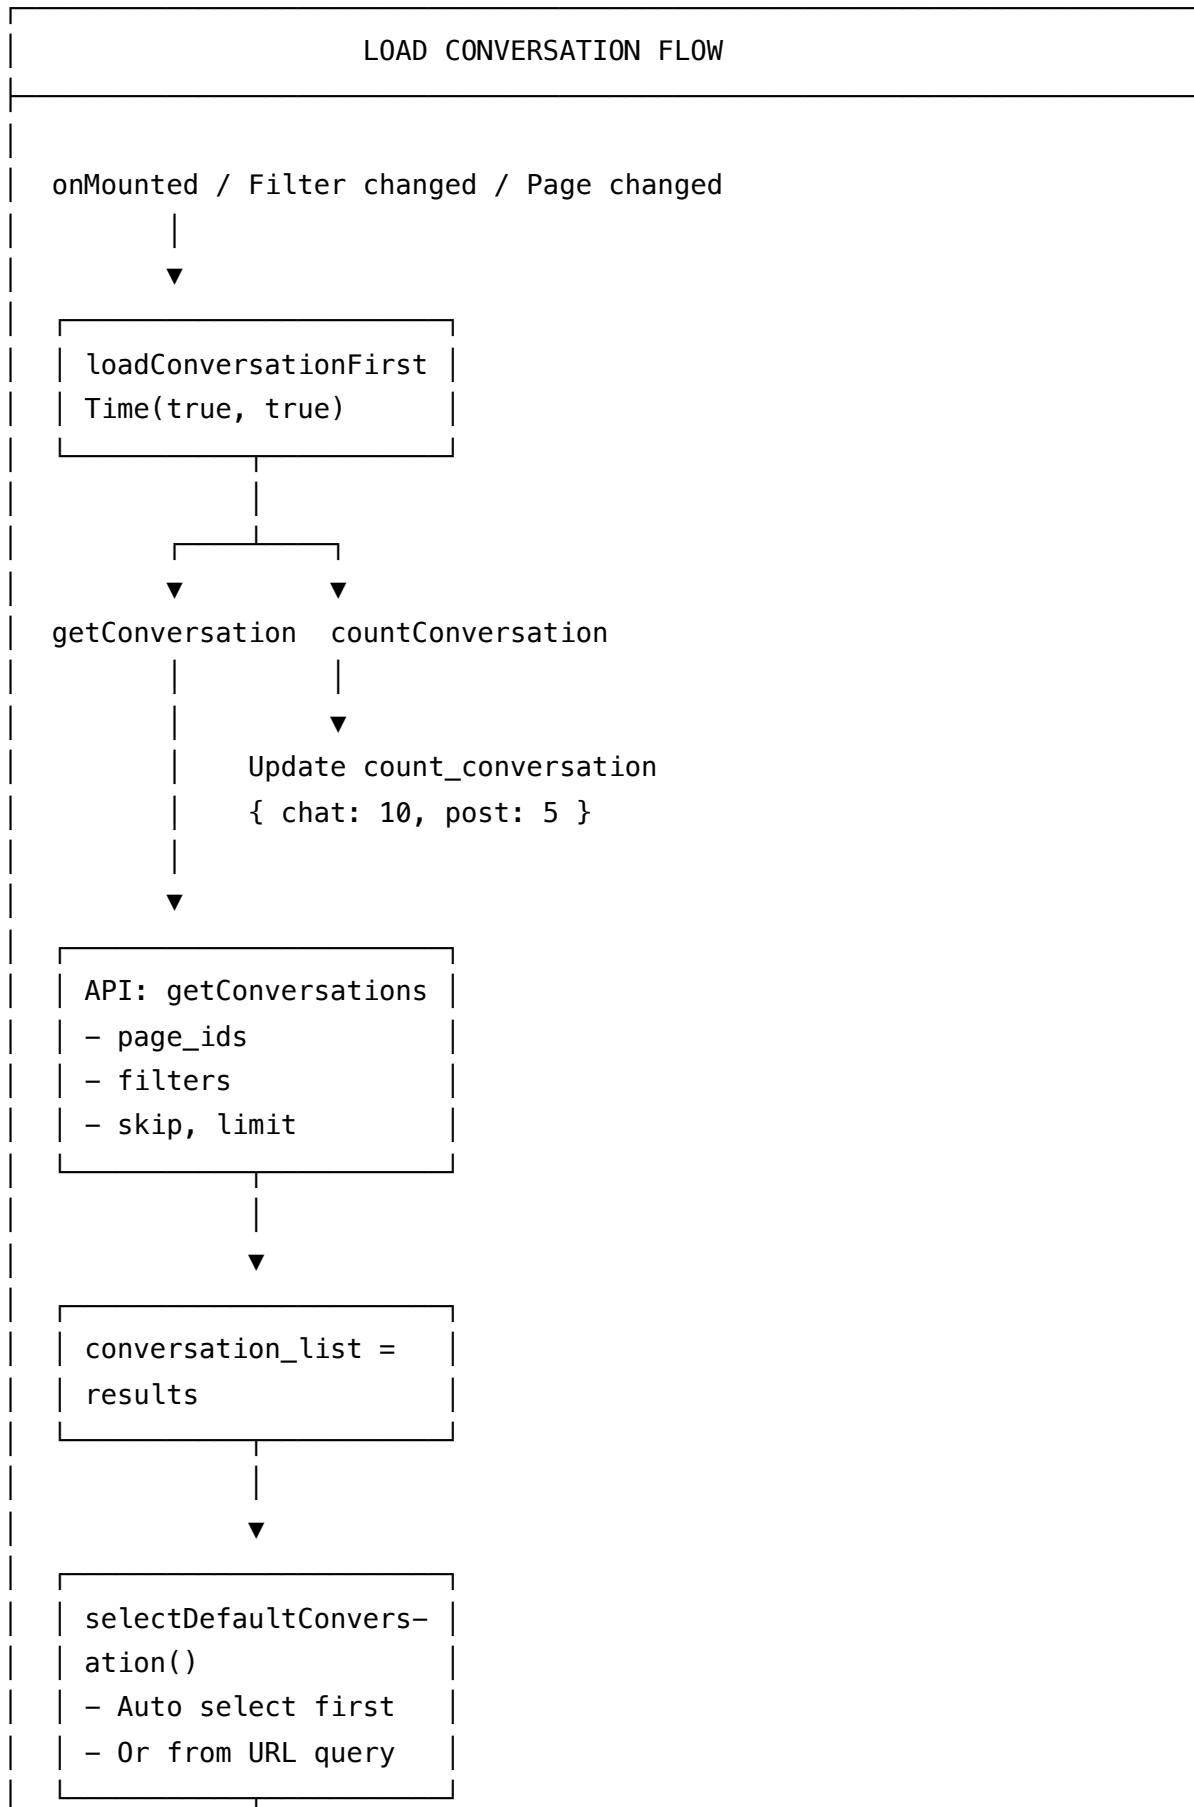 LOAD CONVERSATION FLOW
onMounted / Filter changed / Page changed
loadConversationFirst
Time(true, true)
getConversation countConversation
Update count_conversation
{ chat: 10, post: 5 }
API: getConversations
- page_ids
- filters
- skip, limit
conversation_list =
results
selectDefaultConvers-
ation()
- Auto select first
- Or from URL query